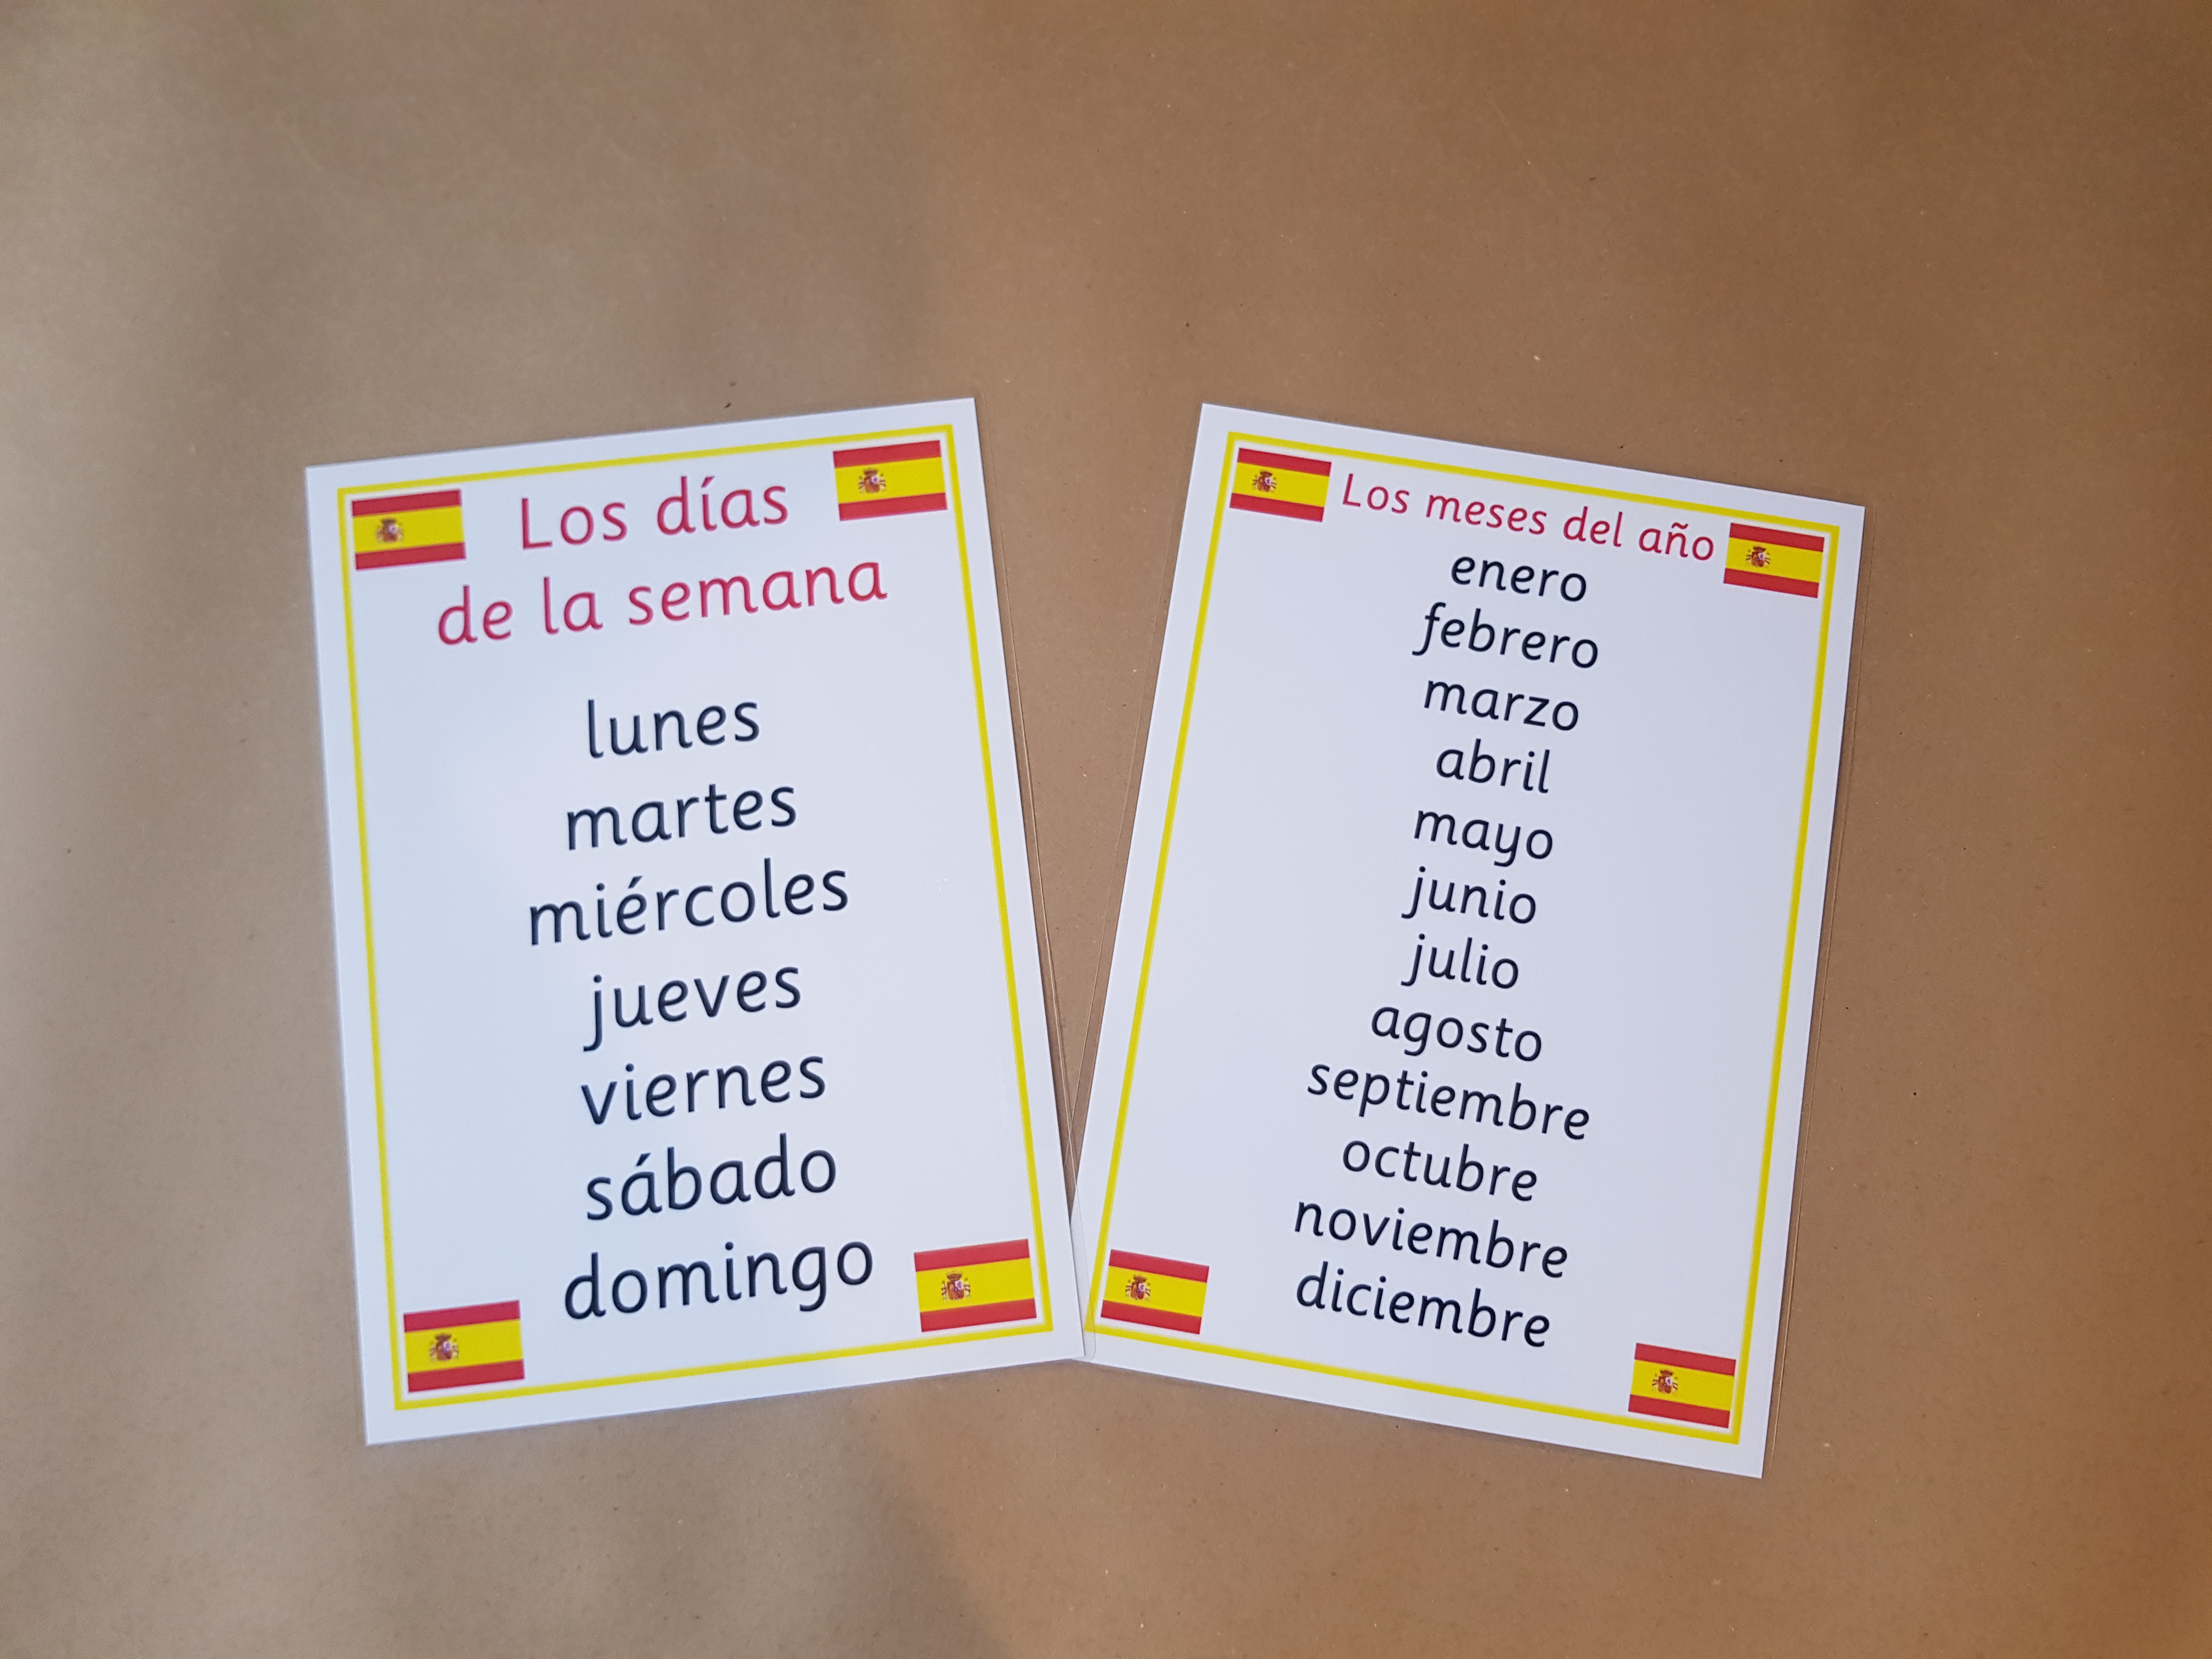 Los días
de la semana
lunes
martes
miércoles
jueves
viernes
sábado
domingo
Los meses del año
enero
febrero
marzo
abril
mayo
junio
julio
agosto
septiembre
octubre
noviembre
diciembre